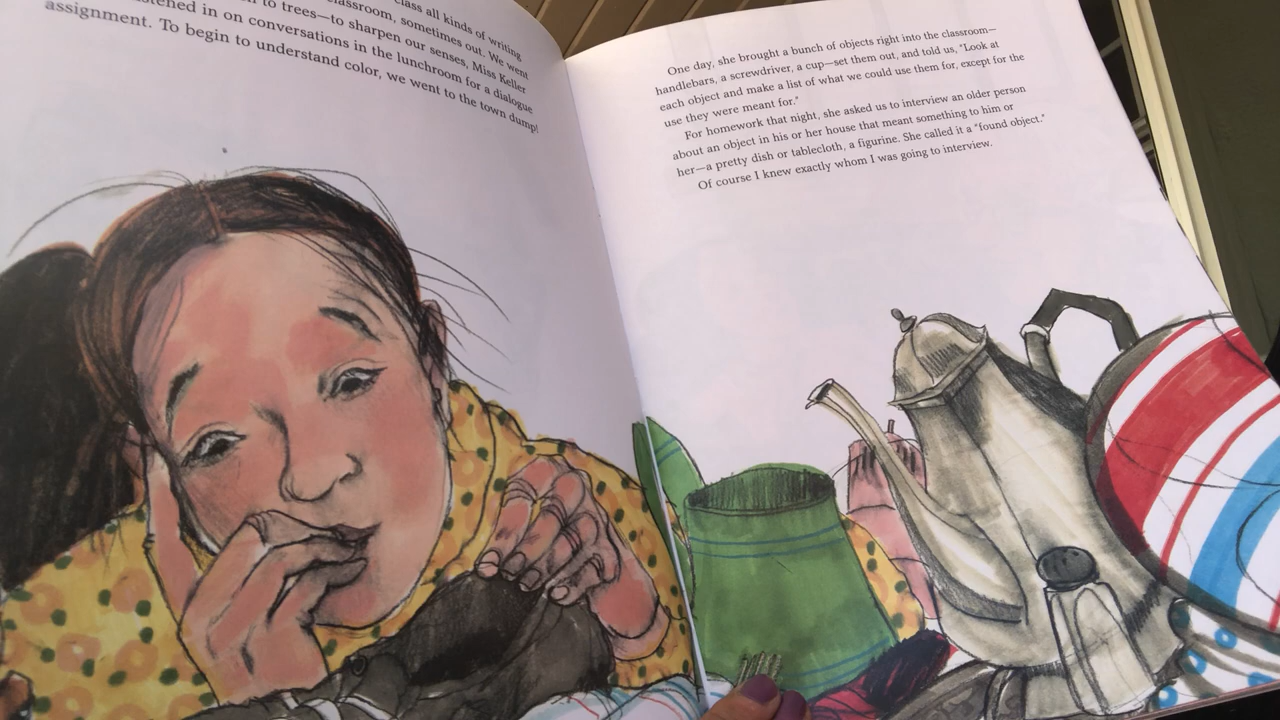 class all kinds of writing
to trees—to sharpen our senses, Miss Keller
classroom, sometimes out. We went
listened in on conversations in the lunchroom for a dialogue
assignment. To begin to understand color, we went to the town dump!
One day, she brought a bunch of objects right into the classroom—
handlebars, a screwdriver, a cup—set them out, and told us, "Look at
each object and make a list of what we could use them for, except for the
use they were meant for."
For homework that night, she asked us to interview an older person
about an object in his or her house that meant something to him or
her—a pretty dish or tablecloth, a figurine. She called it a "found object."
Of course I knew exactly whom I was going to interview.